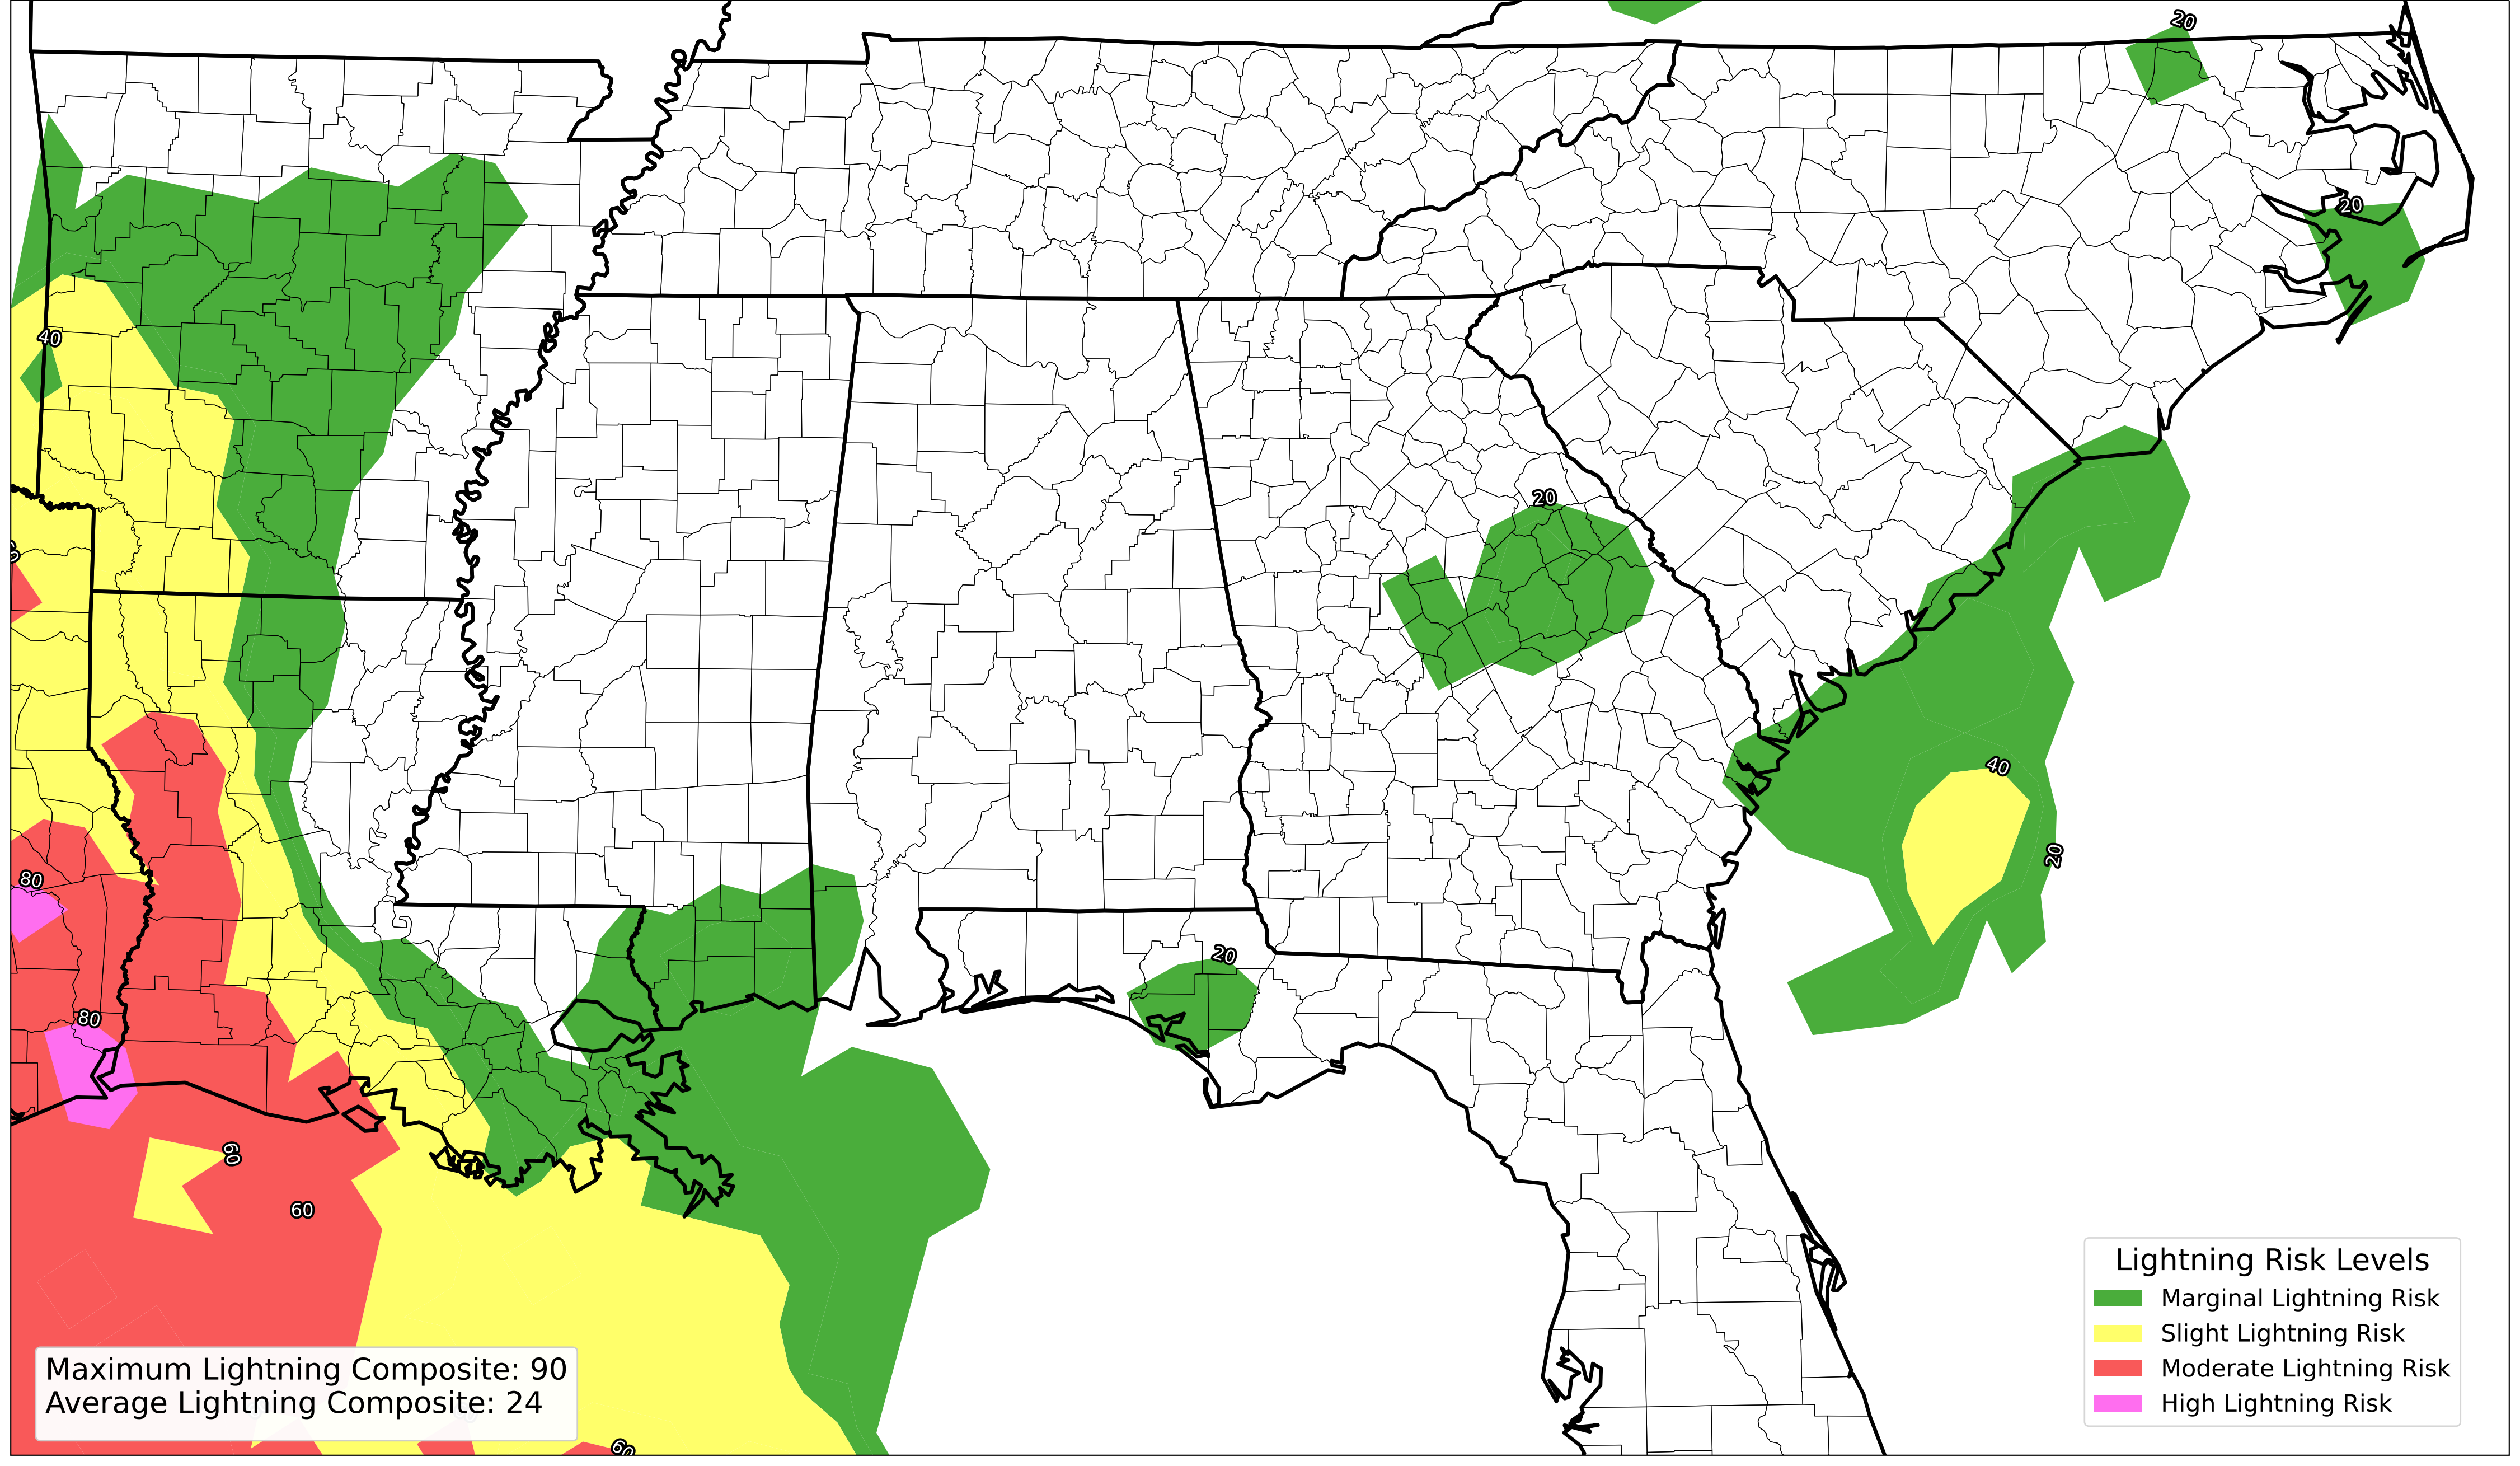 20
20
40
20
40
20
80
20
80
60
60
Lightning Risk Levels
Marginal Lightning Risk
Slight Lightning Risk
Moderate Lightning Risk
High Lightning Risk
Maximum Lightning Composite: 90
Average Lightning Composite: 24
60